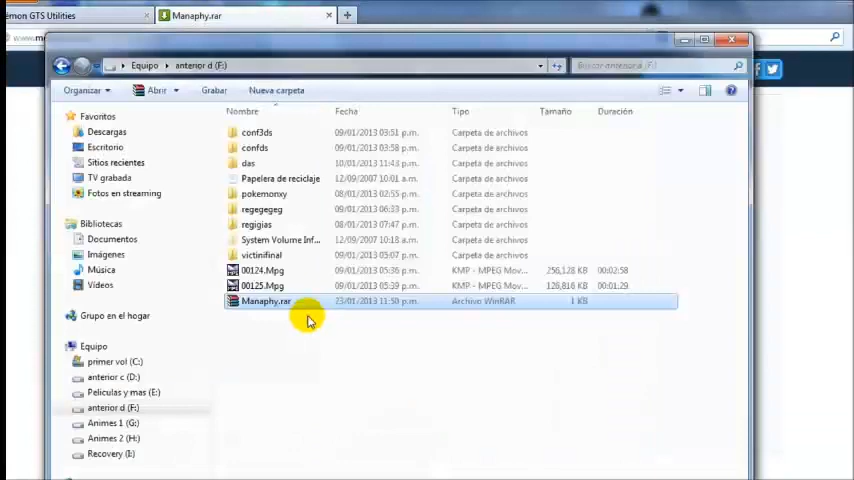 émon GTS Utilities
Manaphy.rar
Equipo
anterior d (F:)
Buscar anterior d (F:)
Organizar
Abrir
Grabar
Nueva carpeta
Nombre
Fecha
Tipo
Tamaño
Duración
Favoritos
Descargas
Escritorio
Sitios recientes
TV grabada
Fotos en streaming
Bibliotecas
Documentos
Imágenes
Música
Vídeos
Grupo en el hogar
Equipo
primer vol (C:)
anterior c (D:)
Peliculas y mas (E:)
anterior d (F:)
Animes 1 (G:)
Animes 2 (H:)
Recovery (I:)
conf3ds 09/01/2013 03:51 p.m. Carpeta de archivos
confds 09/01/2013 03:58 p.m. Carpeta de archivos
das 10/01/2013 11:43 p.m. Carpeta de archivos
Papelera de reciclaje 12/09/2007 10:01 a.m. Carpeta de archivos
pokemonxy 08/01/2013 02:55 p.m. Carpeta de archivos
regegegeg 09/01/2013 06:33 p.m. Carpeta de archivos
regigias 08/01/2013 07:47 p.m. Carpeta de archivos
System Volume Inf... 12/09/2007 10:18 a.m. Carpeta de archivos
victinifinal 09/01/2013 05:07 p.m. Carpeta de archivos
00124.Mpg 09/01/2013 05:36 p.m. KMP - MPEG Mov... 256,128 KB 00:02:58
00125.Mpg 09/01/2013 05:38 p.m. KMP - MPEG Mov... 126,816 KB 00:01:29
Manaphy.rar 23/01/2013 11:50 p.m. Archivo WinRAR 1 KB